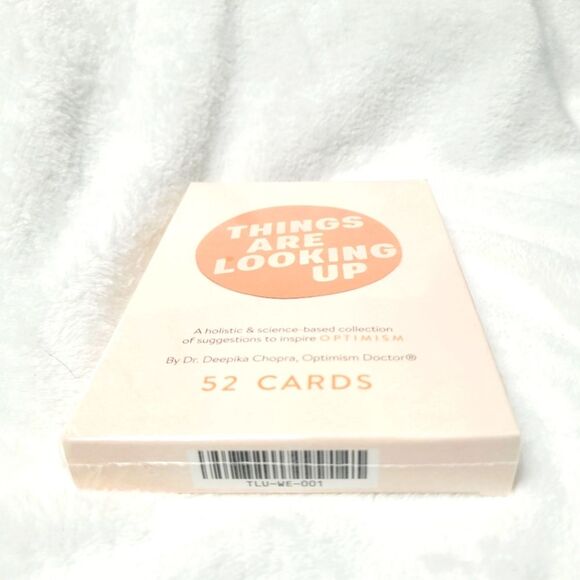 THINGS
ARE
LOOKING
UP
A holistic & science-based collection
of suggestions to inspire OPTIMISM
By Dr. Deepika Chopra, Optimism Doctor®
52 CARDS
TLU-WE-001